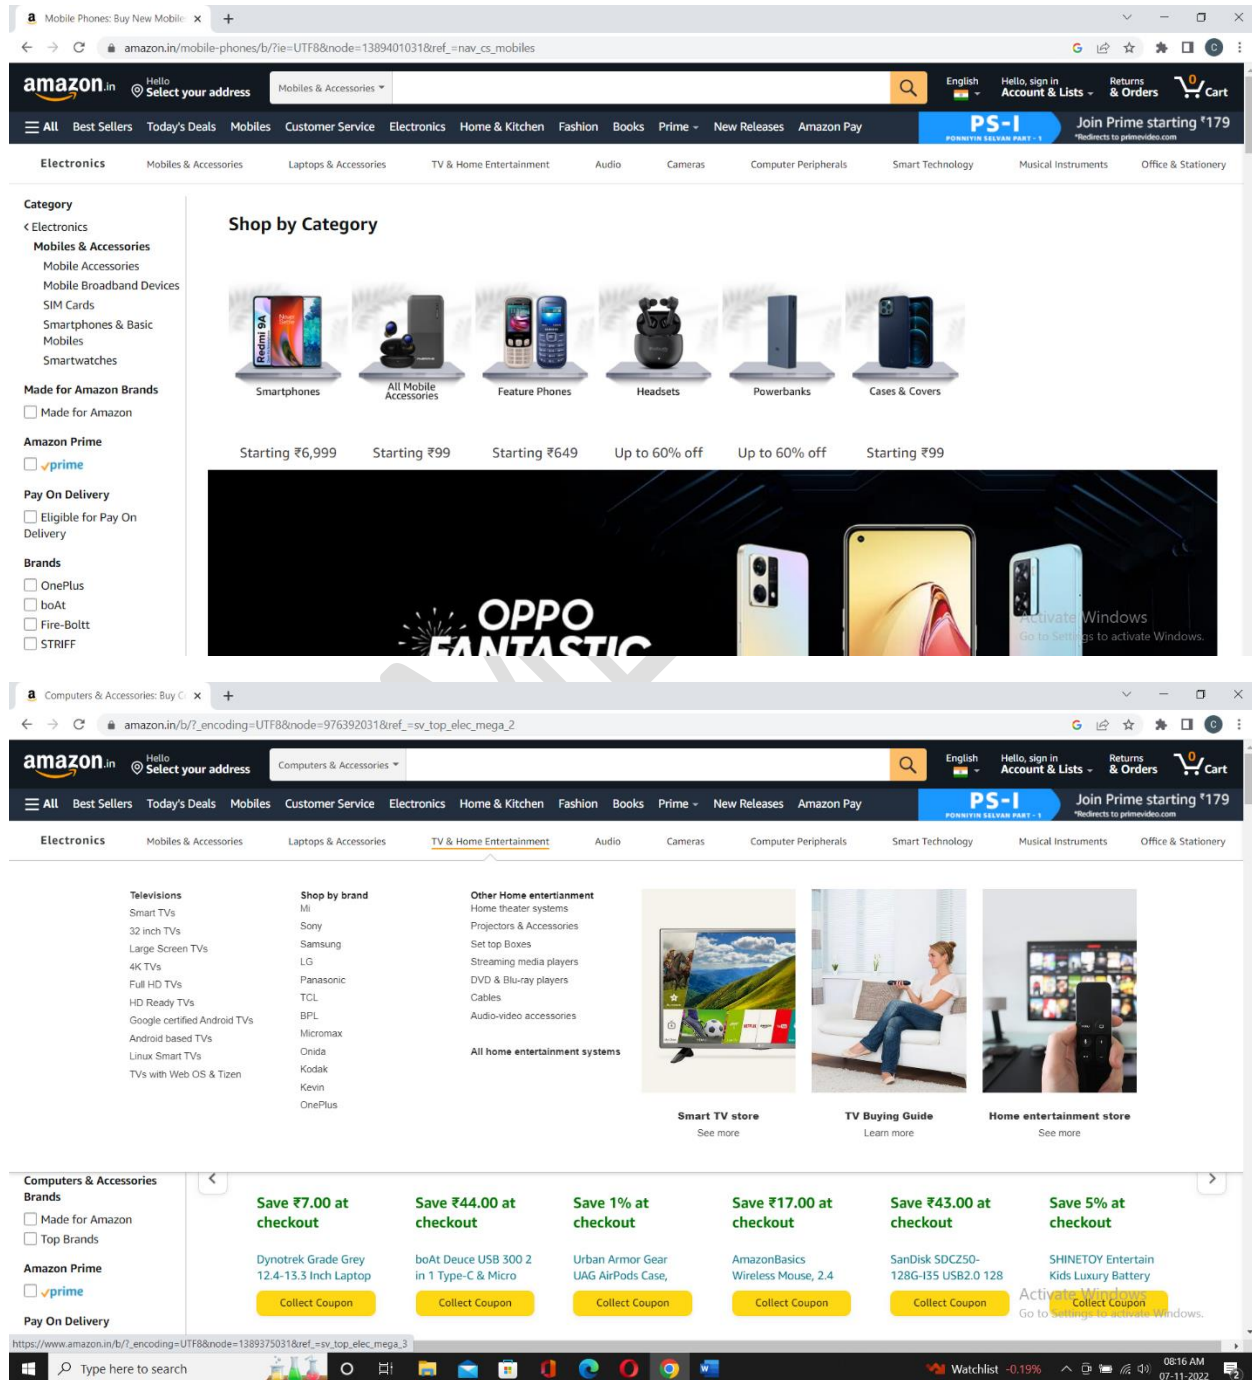 Mobile Phones: Buy New Mobile
amazon.in/mobile-phones/b/?ie=UTF8&node=1389401031&ref_=nav_cs_mobiles
amazon.in
Hello
Select your address
Mobiles & Accessories
English
Hello, sign in
Account & Lists
Returns
& Orders
0
Cart
All Best Sellers Today's Deals Mobiles Customer Service Electronics Home & Kitchen Fashion Books Prime New Releases Amazon Pay
PS-I
PONNIYIN SELVAN PART - 1
Join Prime starting ₹179
*Redirects to primevideo.com
Electronics Mobiles & Accessories Laptops & Accessories TV & Home Entertainment Audio Cameras Computer Peripherals Smart Technology Musical Instruments Office & Stationery
Category
Electronics
Mobiles & Accessories
Mobile Accessories
Mobile Broadband Devices
SIM Cards
Smartphones & Basic
Mobiles
Smartwatches
Made for Amazon Brands
Made for Amazon
Amazon Prime
prime
Pay On Delivery
Eligible for Pay On
Delivery
Brands
OnePlus
boAt
Fire-Boltt
STRIFF
Shop by Category
Redmi 9A
Smartphones
All Mobile
Accessories
Feature Phones
Headsets
Powerbanks
Cases & Covers
Starting ₹6,999 Starting ₹99 Starting ₹649 Up to 60% off Up to 60% off Starting ₹99
OPPO
FANTASTIC
Activate Windows
Go to Settings to activate Windows.
Computers & Accessories: Buy C
amazon.in/b/?_encoding=UTF8&node=976392031&ref_=sv_top_elec_mega_2
amazon.in
Hello
Select your address
Computers & Accessories
English
Hello, sign in
Account & Lists
Returns
& Orders
0
Cart
All Best Sellers Today's Deals Mobiles Customer Service Electronics Home & Kitchen Fashion Books Prime New Releases Amazon Pay
PS-I
PONNIYIN SELVAN PART - 1
Join Prime starting ₹179
*Redirects to primevideo.com
Electronics Mobiles & Accessories Laptops & Accessories TV & Home Entertainment Audio Cameras Computer Peripherals Smart Technology Musical Instruments Office & Stationery
Televisions
Smart TVs
32 inch TVs
Large Screen TVs
4K TVs
Full HD TVs
HD Ready TVs
Google certified Android TVs
Android based TVs
Linux Smart TVs
TVs with Web OS & Tizen
Shop by brand
Mi
Sony
Samsung
LG
Panasonic
TCL
BPL
Micromax
Onida
Kodak
Kevin
OnePlus
Other Home entertianment
Home theater systems
Projectors & Accessories
Set top Boxes
Streaming media players
DVD & Blu-ray players
Cables
Audio-video accessories
All home entertainment systems
Smart TV store
See more
TV Buying Guide
Learn more
Home entertainment store
See more
Computers & Accessories
Brands
Made for Amazon
Top Brands
Amazon Prime
prime
Pay On Delivery
Save ₹7.00 at
checkout
Dynotrek Grade Grey
12.4-13.3 Inch Laptop
Collect Coupon
Save ₹44.00 at
checkout
boAt Deuce USB 300 2
in 1 Type-C & Micro
Collect Coupon
Save 1% at
checkout
Urban Armor Gear
UAG AirPods Case,
Collect Coupon
Save ₹17.00 at
checkout
AmazonBasics
Wireless Mouse, 2.4
Collect Coupon
Save ₹43.00 at
checkout
SanDisk SDCZ50-
128G-I35 USB2.0 128
Collect Coupon
Save 5% at
checkout
SHINETOY Entertain
Kids Luxury Battery
Collect Coupon
Activate Windows
Go to Settings to activate Windows.
https://www.amazon.in/b/?_encoding=UTF8&node=1389375031&ref_=sv_top_elec_mega_3
Type here to search
Watchlist -0.19%
08:16 AM
07-11-2022